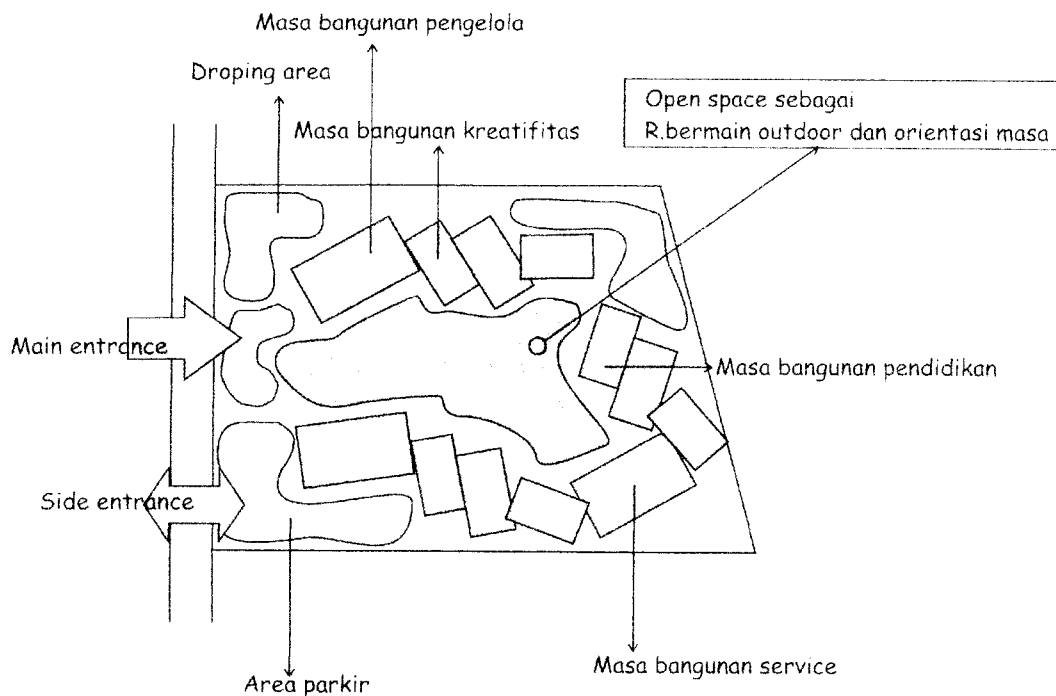 Masa bangunan pengelola
Droping area
Masa bangunan kreatifitas
Open space sebagai
R.bermain outdoor dan orientasi masa
Main entrance
Masa bangunan pendidikan
Side entrance
Masa bangunan service
Area parkir